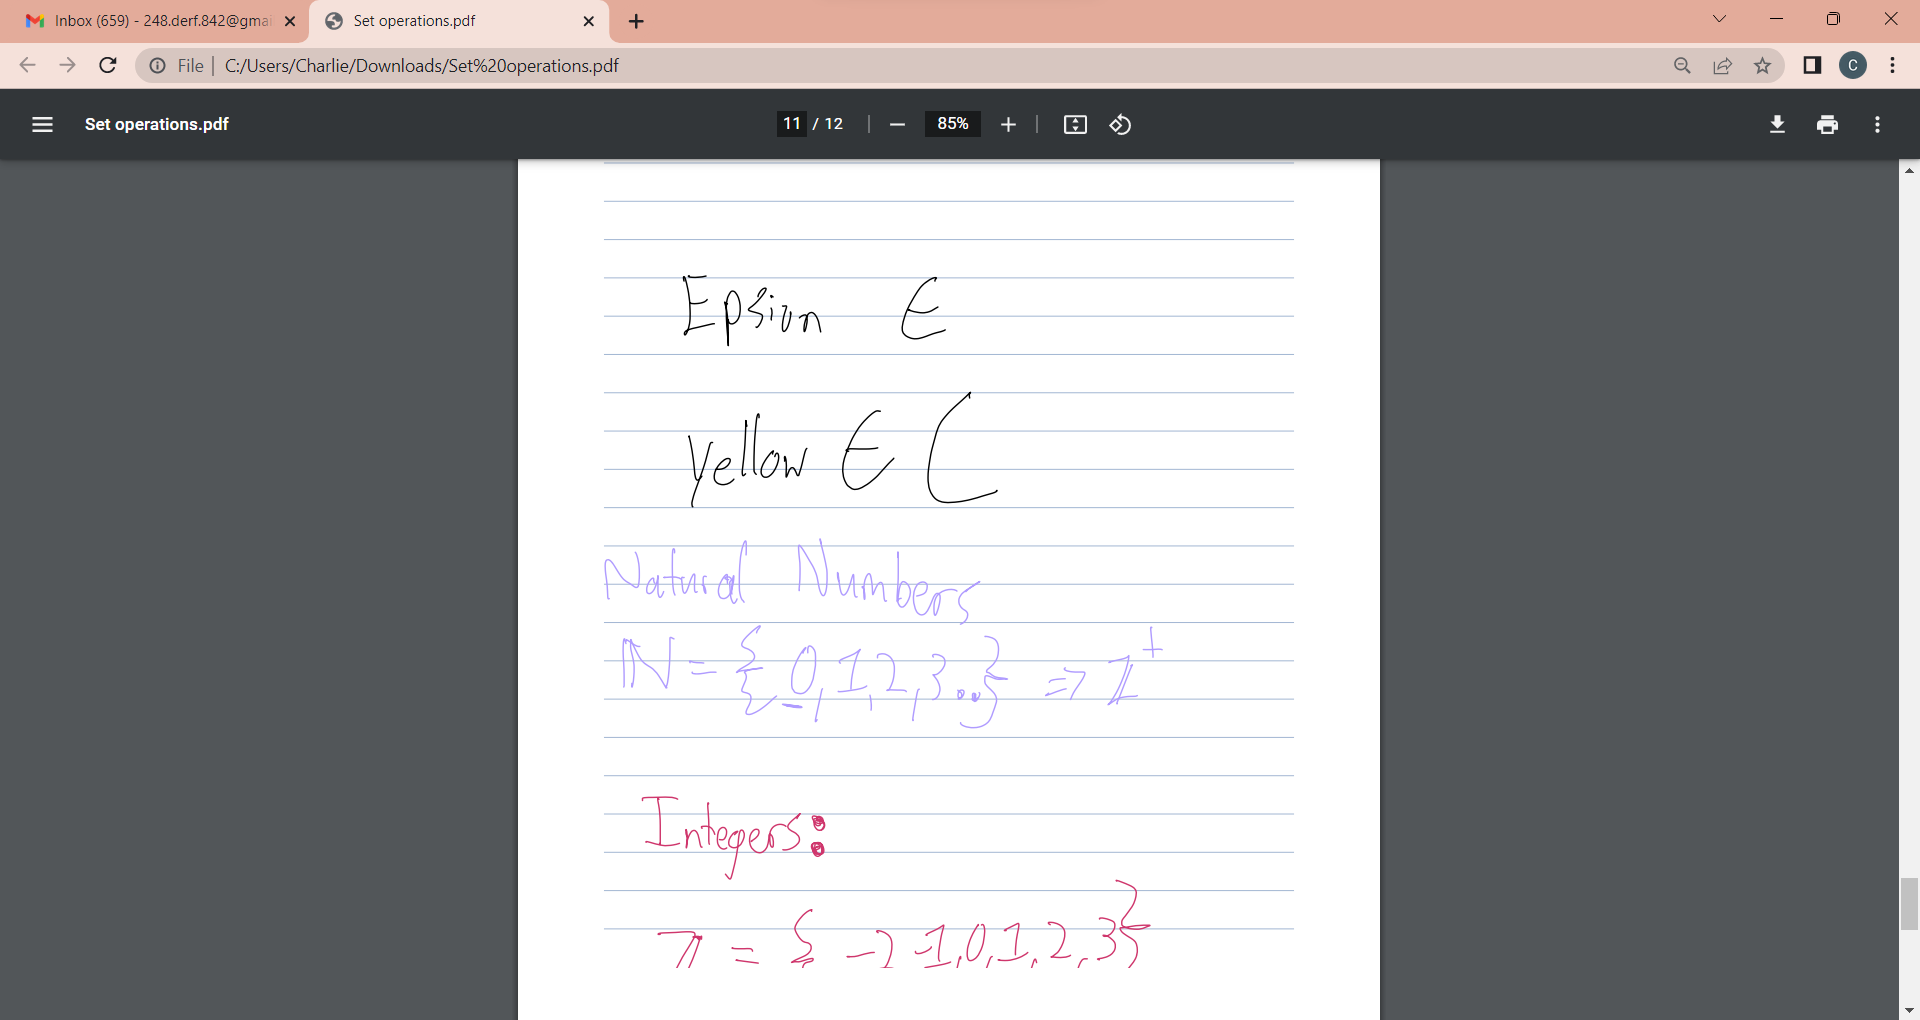 Inbox (659) - 248.derf.842@gmai
Set operations.pdf
File | C:/Users/Charlie/Downloads/Set%20operations.pdf
C
Set operations.pdf
11 / 12
85%
Epsion ∈
yellow ∈ C
Natural Numbers
ℕ = {0, 1, 2, 3...} => ℤ⁺
Integers:
ℤ = { -2 -1, 0, 1, 2, 3}